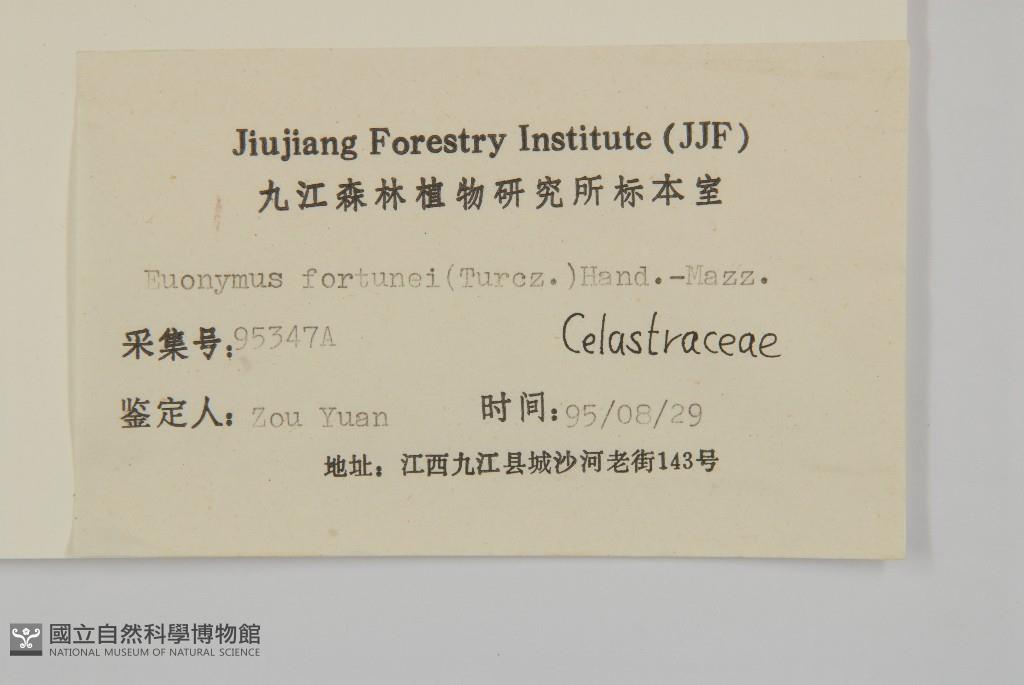 Jiujiang Forestry Institute (JJF)
九江森林植物研究所标本室
Euonymus fortunei(Turcz.)Hand.-Mazz.
采集号:95347A
Celastraceae
鉴定人: Zou Yuan 时间:95/08/29
地址: 江西九江县城沙河老街143号
國立自然科學博物館
NATIONAL MUSEUM OF NATURAL SCIENCE